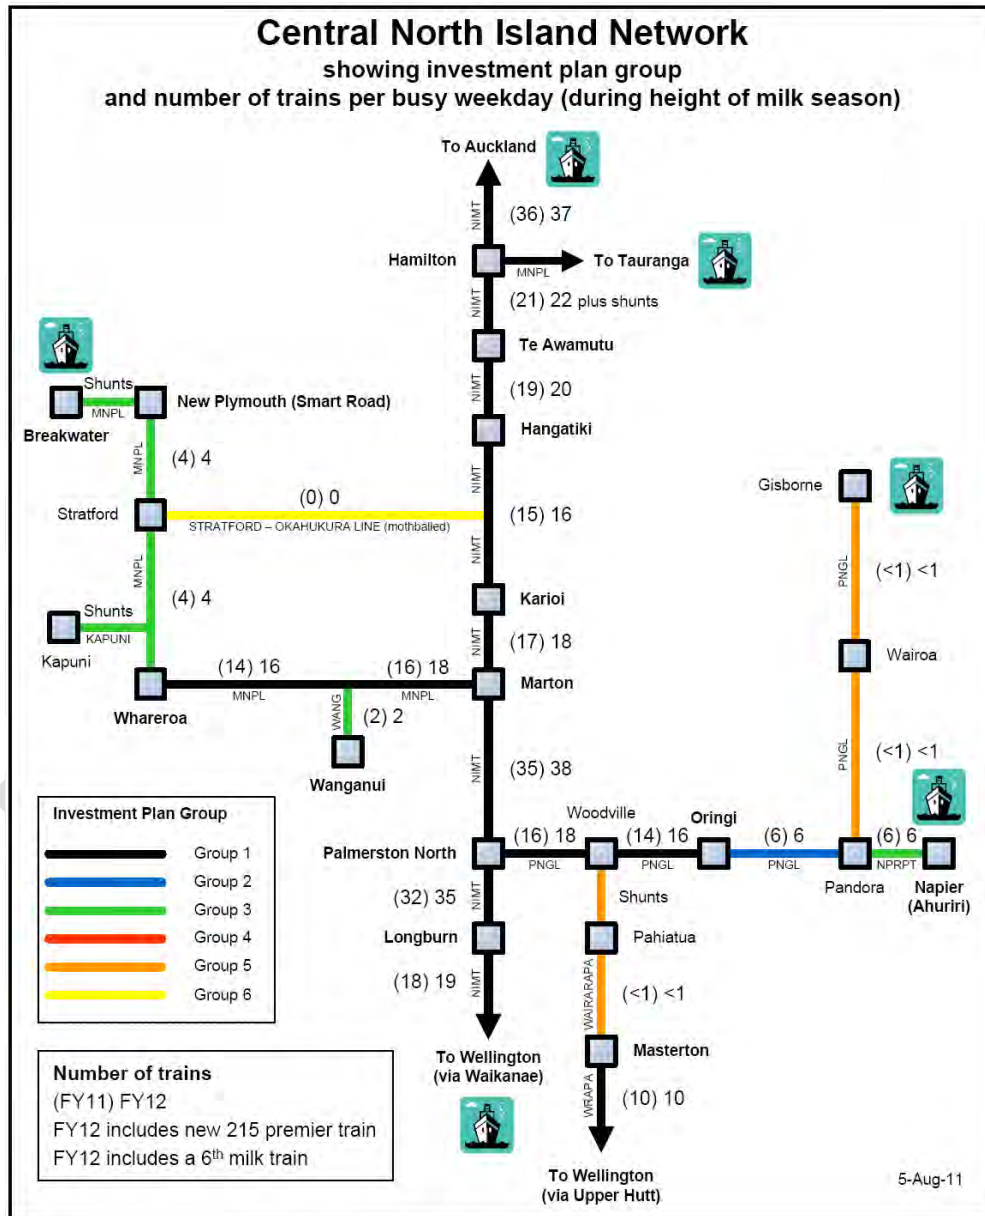 Central North Island Network
showing investment plan group
and number of trains per busy weekday (during height of milk season)
To Auckland
NIMT
(36) 37
Hamilton
MNPL
To Tauranga
NIMT
(21) 22 plus shunts
Te Awamutu
NIMT
(19) 20
Hangatiki
NIMT
(15) 16
NIMT
Karioi
NIMT
(17) 18
Marton
Shunts
MNPL
Breakwater
New Plymouth (Smart Road)
MNPL
(4) 4
Stratford
(0) 0
STRATFORD – OKAHUKURA LINE (mothballed)
MNPL
(4) 4
Shunts
KAPUNI
Kapuni
Whareroa
(14) 16
MNPL
(16) 18
MNPL
WANG
(2) 2
Wanganui
NIMT
(35) 38
Gisborne
PNGL
(<1) <1
Wairoa
PNGL
(<1) <1
Palmerston North
(16) 18
PNGL
Woodville
(14) 16
PNGL
Oringi
(6) 6
PNGL
Pandora
(6) 6
NPRPT
Napier
(Ahuriri)
(32) 35
NIMT
Longburn
(18) 19
NIMT
To Wellington
(via Waikanae)
Shunts
Pahiatua
WAIRARAPA
(<1) <1
Masterton
WRAPA
(10) 10
To Wellington
(via Upper Hutt)
Investment Plan Group
Group 1
Group 2
Group 3
Group 4
Group 5
Group 6
Number of trains
(FY11) FY12
FY12 includes new 215 premier train
FY12 includes a 6th milk train
5-Aug-11